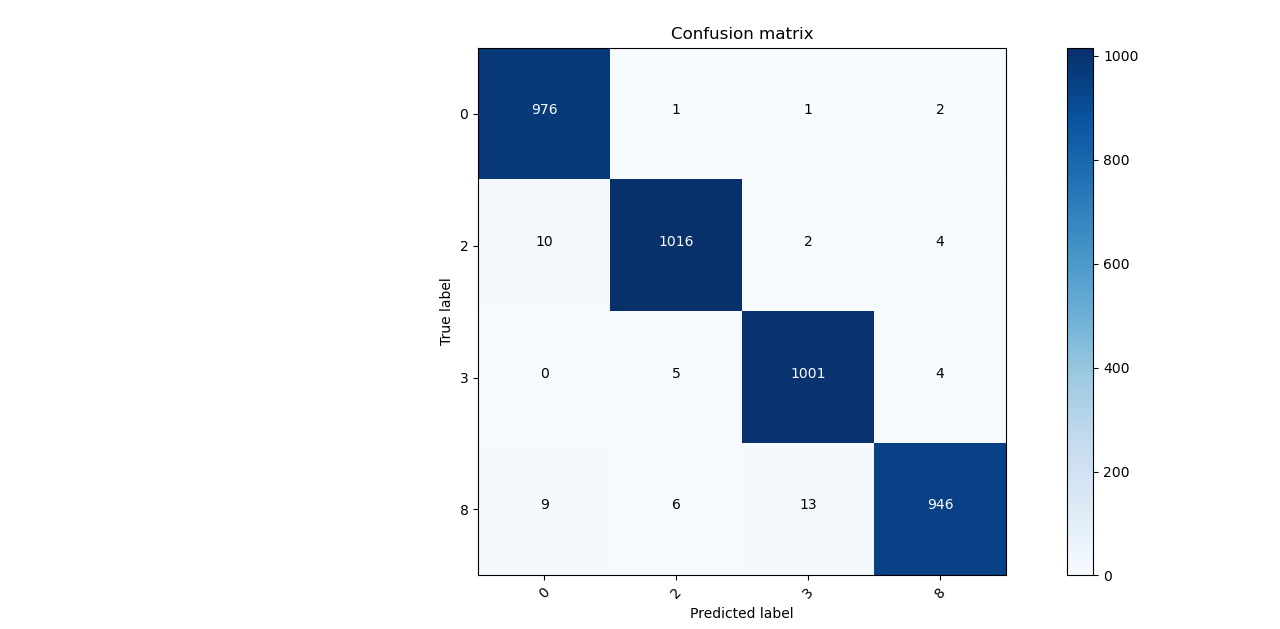 Confusion matrix
0 976 1 1 2
2 10 1016 2 4
3 0 5 1001 4
8 9 6 13 946
0 2 3 8
True label
Predicted label
1000
800
600
400
200
0